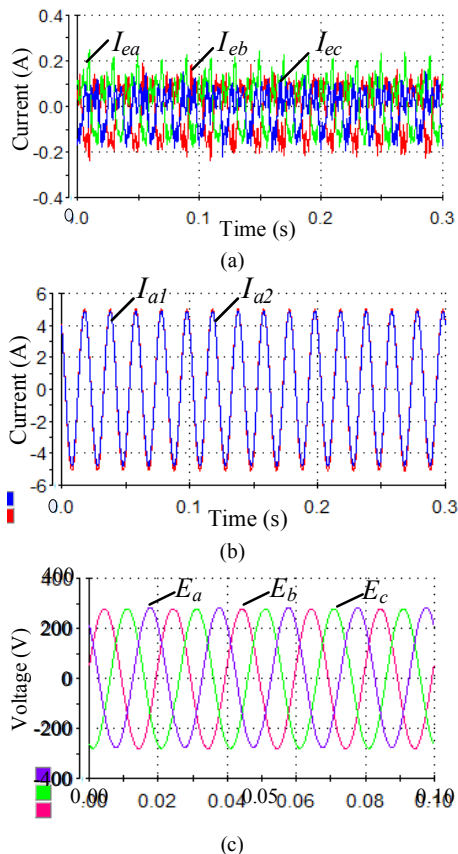 I_ea I_eb I_ec
0.4
0.2
0.0
-0.2
-0.4
Current (A)
0 0.0 0.1 0.2 0.3
Time (s)
(a)
I_a1 I_a2
6
4
2
0
-2
-4
-6
Current (A)
0.0 0.1 0.2 0.3
Time (s)
(b)
E_a E_b E_c
400
200
0
-200
-400
Voltage (V)
0.00 0.02 0.04 0.05 0.06 0.08 0.10
(c)